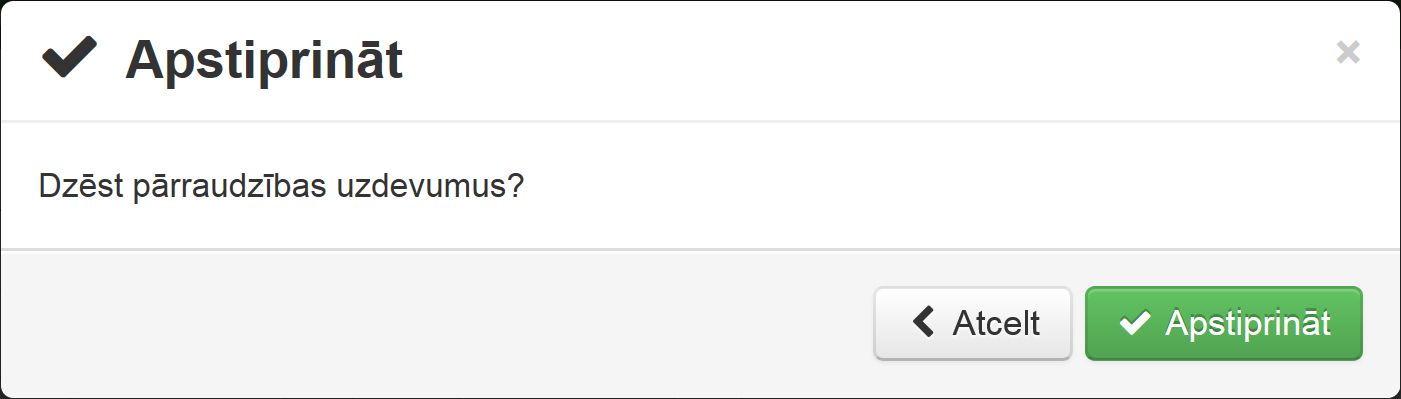 Apstiprināt
Dzēst pārraudzības uzdevumus?
Atcelt
Apstiprināt